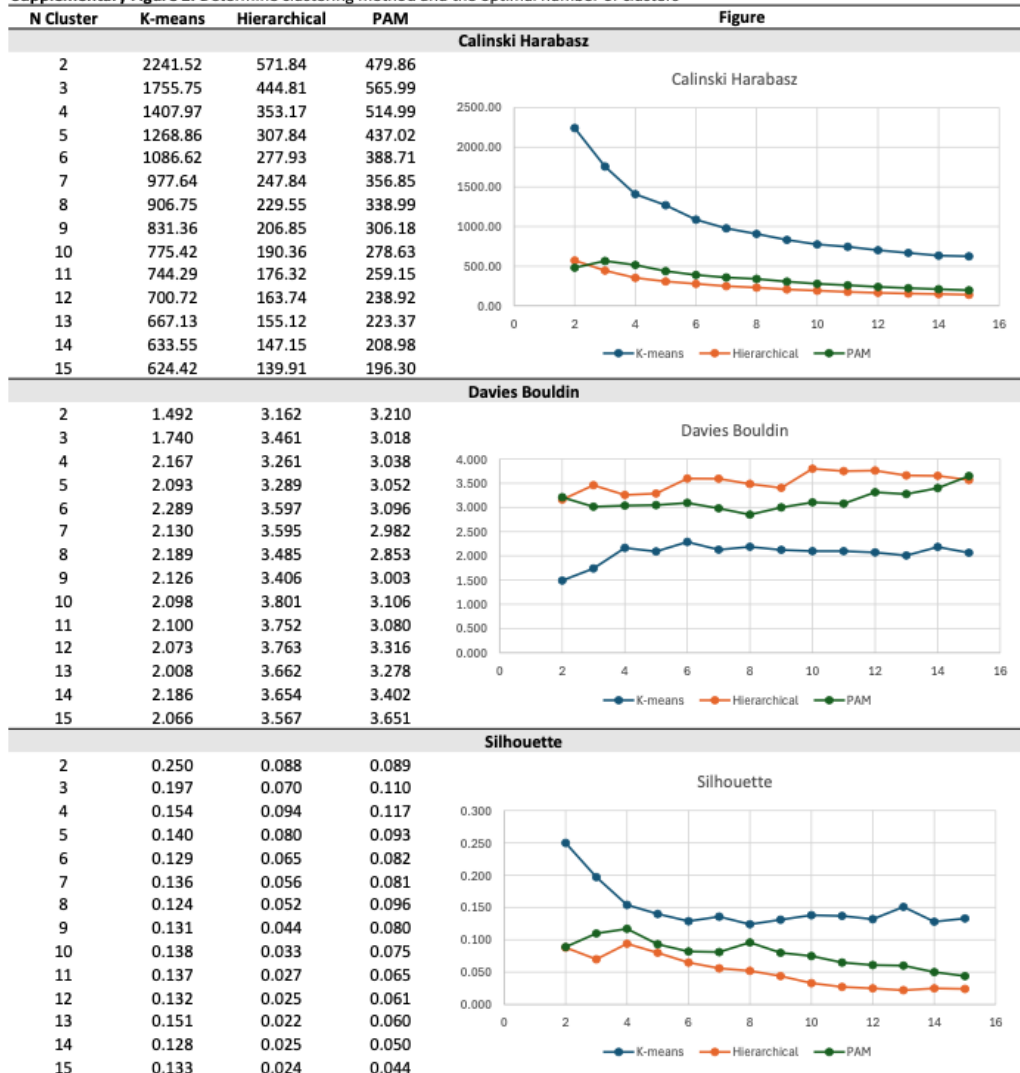 Supplementary Figure 2. Determine clustering method and the optimal number of clusters
N Cluster K-means Hierarchical PAM Figure
Calinski Harabasz
2 2241.52 571.84 479.86
3 1755.75 444.81 565.99
4 1407.97 353.17 514.99
5 1268.86 307.84 437.02
6 1086.62 277.93 388.71
7 977.64 247.84 356.85
8 906.75 229.55 338.99
9 831.36 206.85 306.18
10 775.42 190.36 278.63
11 744.29 176.32 259.15
12 700.72 163.74 238.92
13 667.13 155.12 223.37
14 633.55 147.15 208.98
15 624.42 139.91 196.30
Calinski Harabasz
2500.00
2000.00
1500.00
1000.00
500.00
0.00
0 2 4 6 8 10 12 14 16
K-means Hierarchical PAM
Davies Bouldin
2 1.492 3.162 3.210
3 1.740 3.461 3.018
4 2.167 3.261 3.038
5 2.093 3.289 3.052
6 2.289 3.597 3.096
7 2.130 3.595 2.982
8 2.189 3.485 2.853
9 2.126 3.406 3.003
10 2.098 3.801 3.106
11 2.100 3.752 3.080
12 2.073 3.763 3.316
13 2.008 3.662 3.278
14 2.186 3.654 3.402
15 2.066 3.567 3.651
Davies Bouldin
4.000
3.500
3.000
2.500
2.000
1.500
1.000
0.500
0.000
0 2 4 6 8 10 12 14 16
K-means Hierarchical PAM
Silhouette
2 0.250 0.088 0.089
3 0.197 0.070 0.110
4 0.154 0.094 0.117
5 0.140 0.080 0.093
6 0.129 0.065 0.082
7 0.136 0.056 0.081
8 0.124 0.052 0.096
9 0.131 0.044 0.080
10 0.138 0.033 0.075
11 0.137 0.027 0.065
12 0.132 0.025 0.061
13 0.151 0.022 0.060
14 0.128 0.025 0.050
15 0.133 0.024 0.044
Silhouette
0.300
0.250
0.200
0.150
0.100
0.050
0.000
0 2 4 6 8 10 12 14 16
K-means Hierarchical PAM